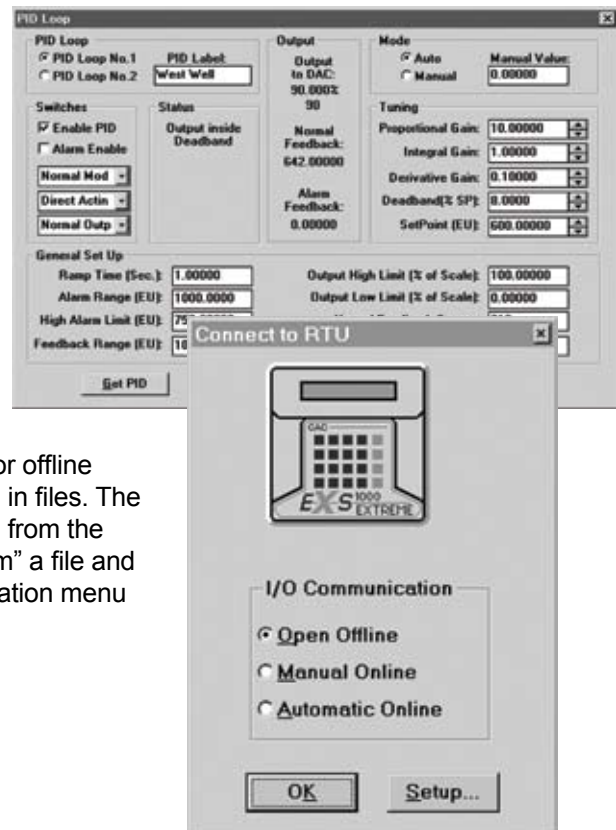 PID Loop
PID Loop
PID Loop No.1
PID Loop No.2
PID Label:
West Well
Output
Output
to DAC:
90.000%
90
Normal
Feedback:
642.00000
Alarm
Feedback:
0.00000
Mode
Auto
Manual
Manual Value:
0.00000
Switches
Enable PID
Alarm Enable
Normal Mod
Direct Actin
Normal Outp
Status
Output inside
Deadband
Tuning
Proportional Gain: 10.00000
Integral Gain: 1.00000
Derivative Gain: 0.10000
Deadband(% SP): 8.0000
SetPoint (EU): 600.00000
General Set Up
Ramp Time (Sec.): 1.00000
Alarm Range (EU): 1000.0000
High Alarm Limit (EU):
Feedback Range (EU): 10
Output High Limit (% of Scale): 100.00000
Output Low Limit (% of Scale): 0.00000
Get PID
or offline
in files. The
from the
m” a file and
ation menu
Connect to RTU
CAC
EXS 1000
EXTREME
I/O Communication
Open Offline
Manual Online
Automatic Online
OK
Setup...